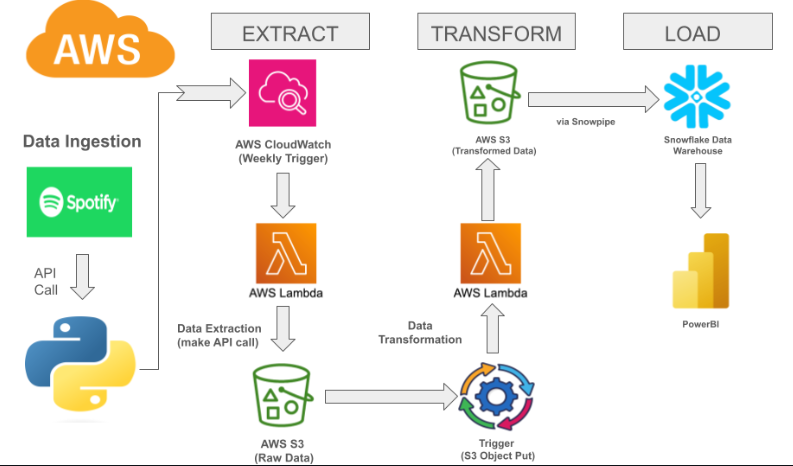 AWS
EXTRACT
TRANSFORM
LOAD
Data Ingestion
Spotify
API
Call
AWS CloudWatch
(Weekly Trigger)
AWS Lambda
Data Extraction
(make API call)
AWS S3
(Raw Data)
AWS S3
(Transformed Data)
AWS Lambda
Data
Transformation
Trigger
(S3 Object Put)
via Snowpipe
Snowflake Data
Warehouse
PowerBI